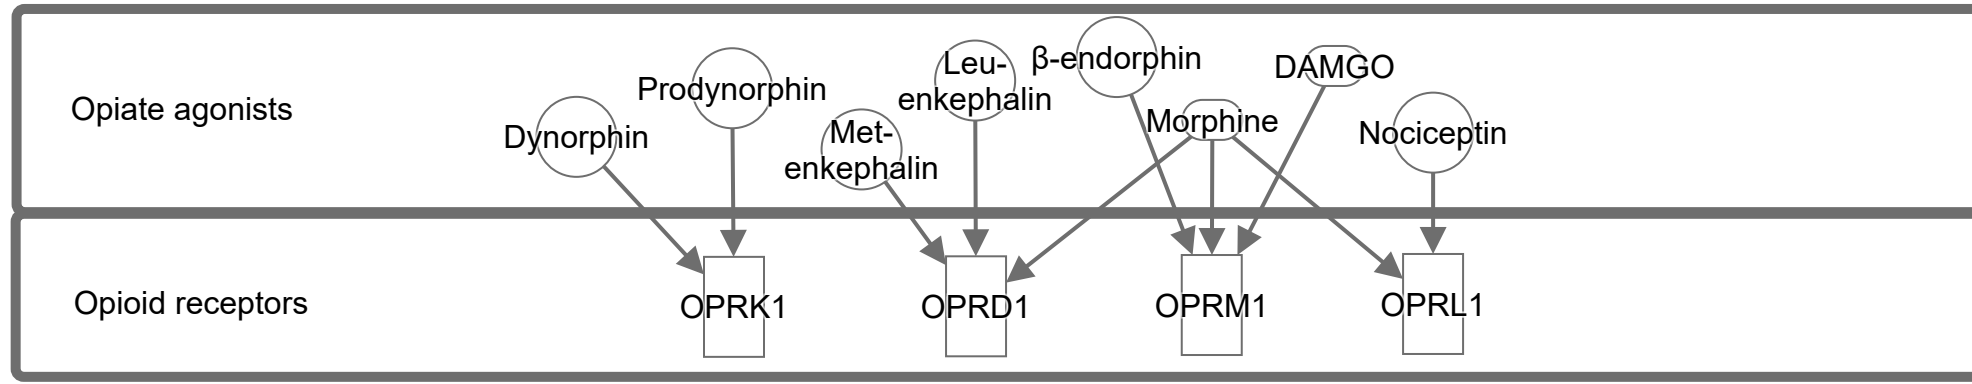 Opiate agonists
Dynorphin
Prodynorphin
Met-
enkephalin
Leu-
enkephalin
β-endorphin
Morphine
DAMGO
Nociceptin
Opioid receptors
OPRK1
OPRD1
OPRM1
OPRL1